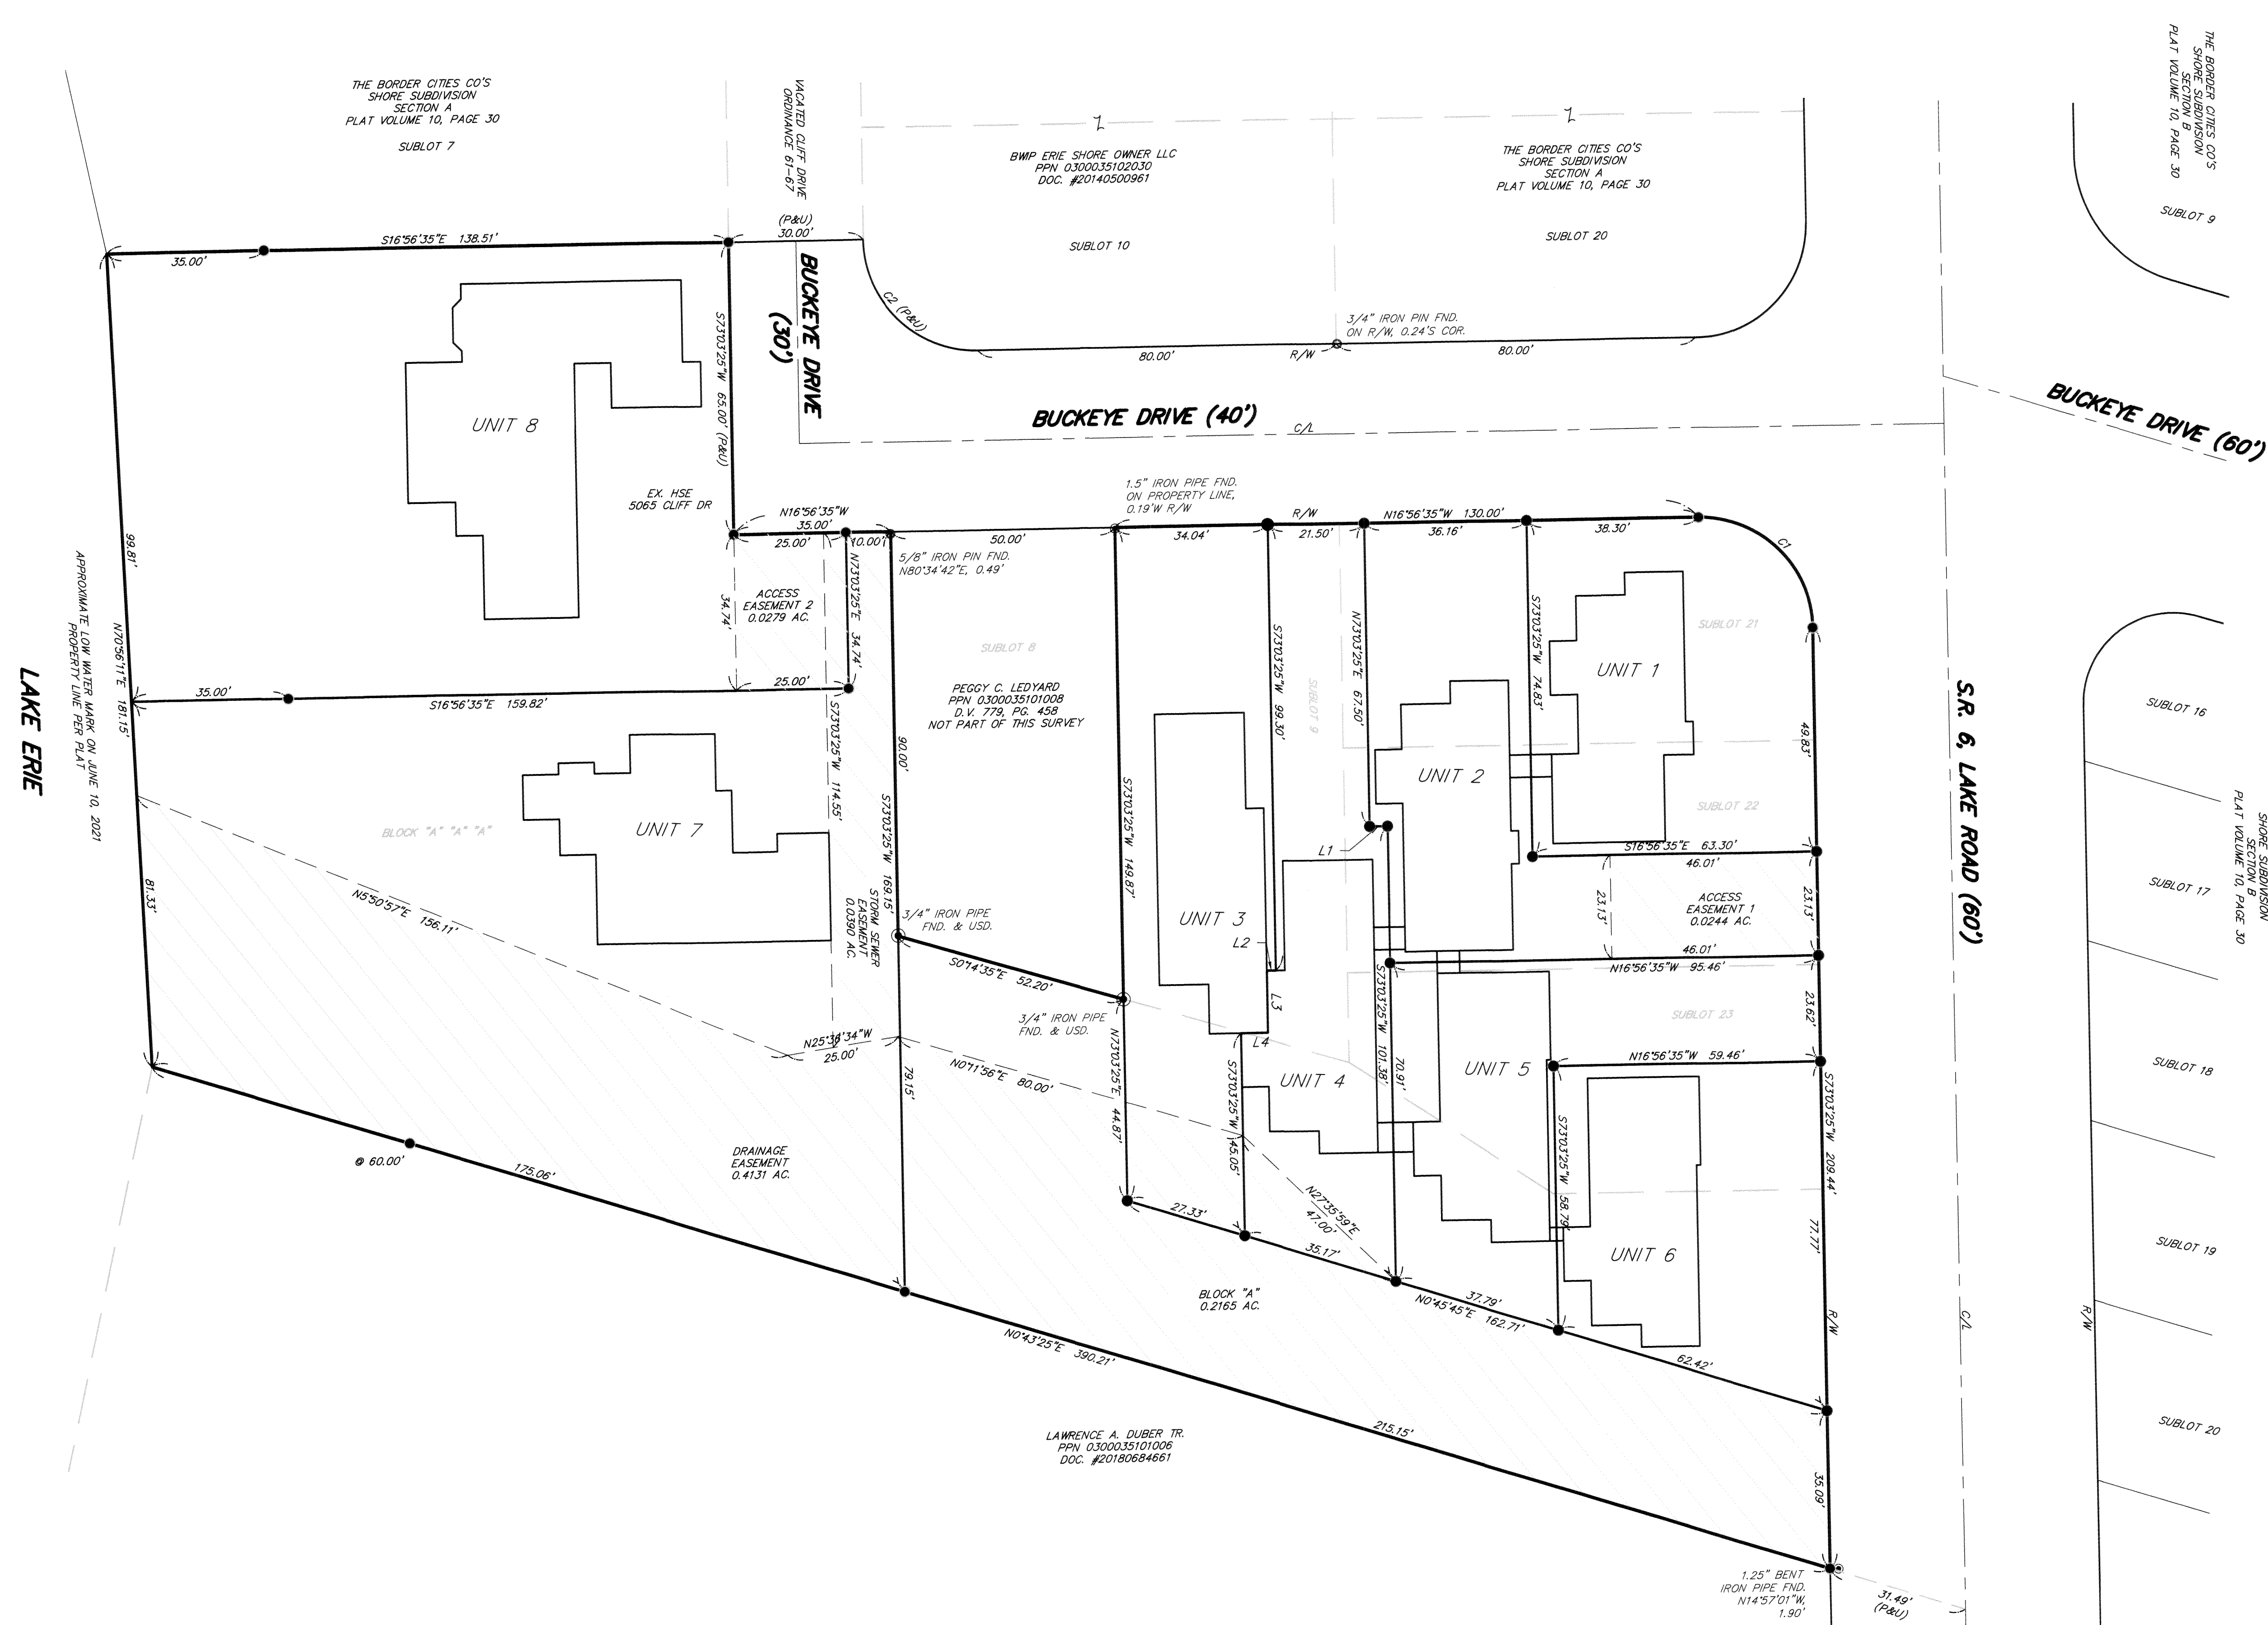 THE BORDER CITIES CO'S
SHORE SUBDIVISION
SECTION A
PLAT VOLUME 10, PAGE 30
SUBLOT 7
VACATED CLIFF DRIVE
ORDINANCE 61-67
(P&U)
30.00'
BWIP ERIE SHORE OWNER LLC
PPN 0300035102030
DOC. #20140500961
SUBLOT 10
THE BORDER CITIES CO'S
SHORE SUBDIVISION
SECTION A
PLAT VOLUME 10, PAGE 30
SUBLOT 20
THE BORDER CITIES CO'S
SHORE SUBDIVISION
SECTION B
PLAT VOLUME 10, PAGE 30
SUBLOT 9
S16°56'35"E 138.51'
35.00'
BUCKEYE DRIVE
(30')
C2 (P&U)
3/4" IRON PIN FND.
ON R/W, 0.24'S COR.
80.00'
R/W
80.00'
S73°03'25"W 65.00' (P&U)
UNIT 8
BUCKEYE DRIVE (40')
C/L
BUCKEYE DRIVE (60')
EX. HSE
5065 CLIFF DR
N16°56'35"W
35.00'
25.00'
10.00'
50.00'
1.5" IRON PIPE FND.
ON PROPERTY LINE,
0.19'W R/W
R/W
N16°56'35"W 130.00'
34.04'
21.50'
36.16'
38.30'
C1
5/8" IRON PIN FND.
N80°34'42"E, 0.49'
N73°03'25"E 34.74'
34.74'
ACCESS
EASEMENT 2
0.0279 AC.
99.81'
N70°56'11"E 181.15'
APPROXIMATE LOW WATER MARK ON JUNE 10, 2021
PROPERTY LINE PER PLAT
LAKE ERIE
35.00'
S16°56'35"E 159.82'
25.00'
S73°03'25"W 114.55'
SUBLOT 8
PEGGY C. LEDYARD
PPN 0300035101008
D.V. 779, PG. 458
NOT PART OF THIS SURVEY
90.00'
S73°03'25"W 169.15'
S73°03'25"W 149.87'
S73°03'25"W 99.30'
SUBLOT 9
N73°03'25"E 67.50'
S73°03'25"W 74.83'
UNIT 1
SUBLOT 21
SUBLOT 22
49.83'
S.R. 6, LAKE ROAD (60')
SUBLOT 16
SUBLOT 17
SHORE SUBDIVISION
SECTION B
PLAT VOLUME 10, PAGE 30
BLOCK "A" "A" "A"
UNIT 7
UNIT 2
L1
S16°56'35"E 63.30'
46.01'
23.13'
ACCESS
EASEMENT 1
0.0244 AC.
23.13'
46.01'
N16°56'35"W 95.46'
81.33'
N5°50'57"E 156.11'
STORM SEWER
EASEMENT
0.0390 AC.
3/4" IRON PIPE
FND. & USD.
S0°14'35"E 52.20'
3/4" IRON PIPE
FND. & USD.
UNIT 3
L2
L3
L4
S73°03'25"W 101.38'
70.91'
23.62'
SUBLOT 23
N25°36'34"W
25.00'
N0°11'56"E 80.00'
79.15'
N73°03'25"E 44.87'
S73°03'25"W 45.05'
UNIT 4
UNIT 5
N16°56'35"W 59.46'
S73°03'25"W 58.79'
S73°03'25"W 209.44'
SUBLOT 18
@ 60.00'
175.06'
DRAINAGE
EASEMENT
0.4131 AC.
27.33'
N27°35'59"E
47.00'
35.17'
UNIT 6
77.77'
SUBLOT 19
BLOCK "A"
0.2165 AC.
37.79'
N0°45'45"E 162.71'
62.42'
R/W
C/L
R/W
N0°43'25"E 390.21'
215.15'
LAWRENCE A. DUBER TR.
PPN 0300035101006
DOC. #20180684661
35.09'
SUBLOT 20
1.25" BENT
IRON PIPE FND.
N14°57'01"W,
1.90'
31.49'
(P&U)